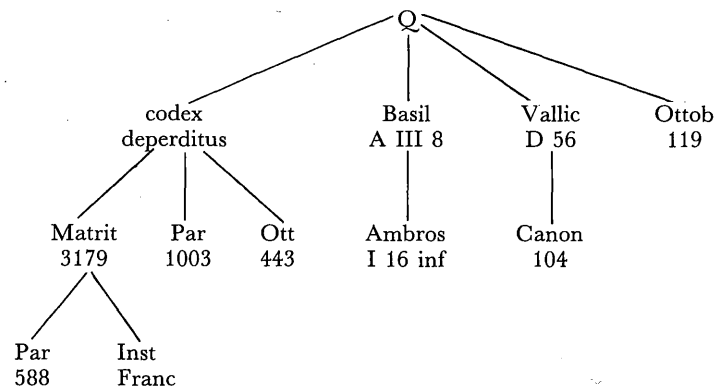 Q
codex Basil Vallic Ottob
deperditus A III 8 D 56 119
Matrit Par Ott Ambros Canon
3179 1003 443 I 16 inf 104
Par Inst
588 Franc